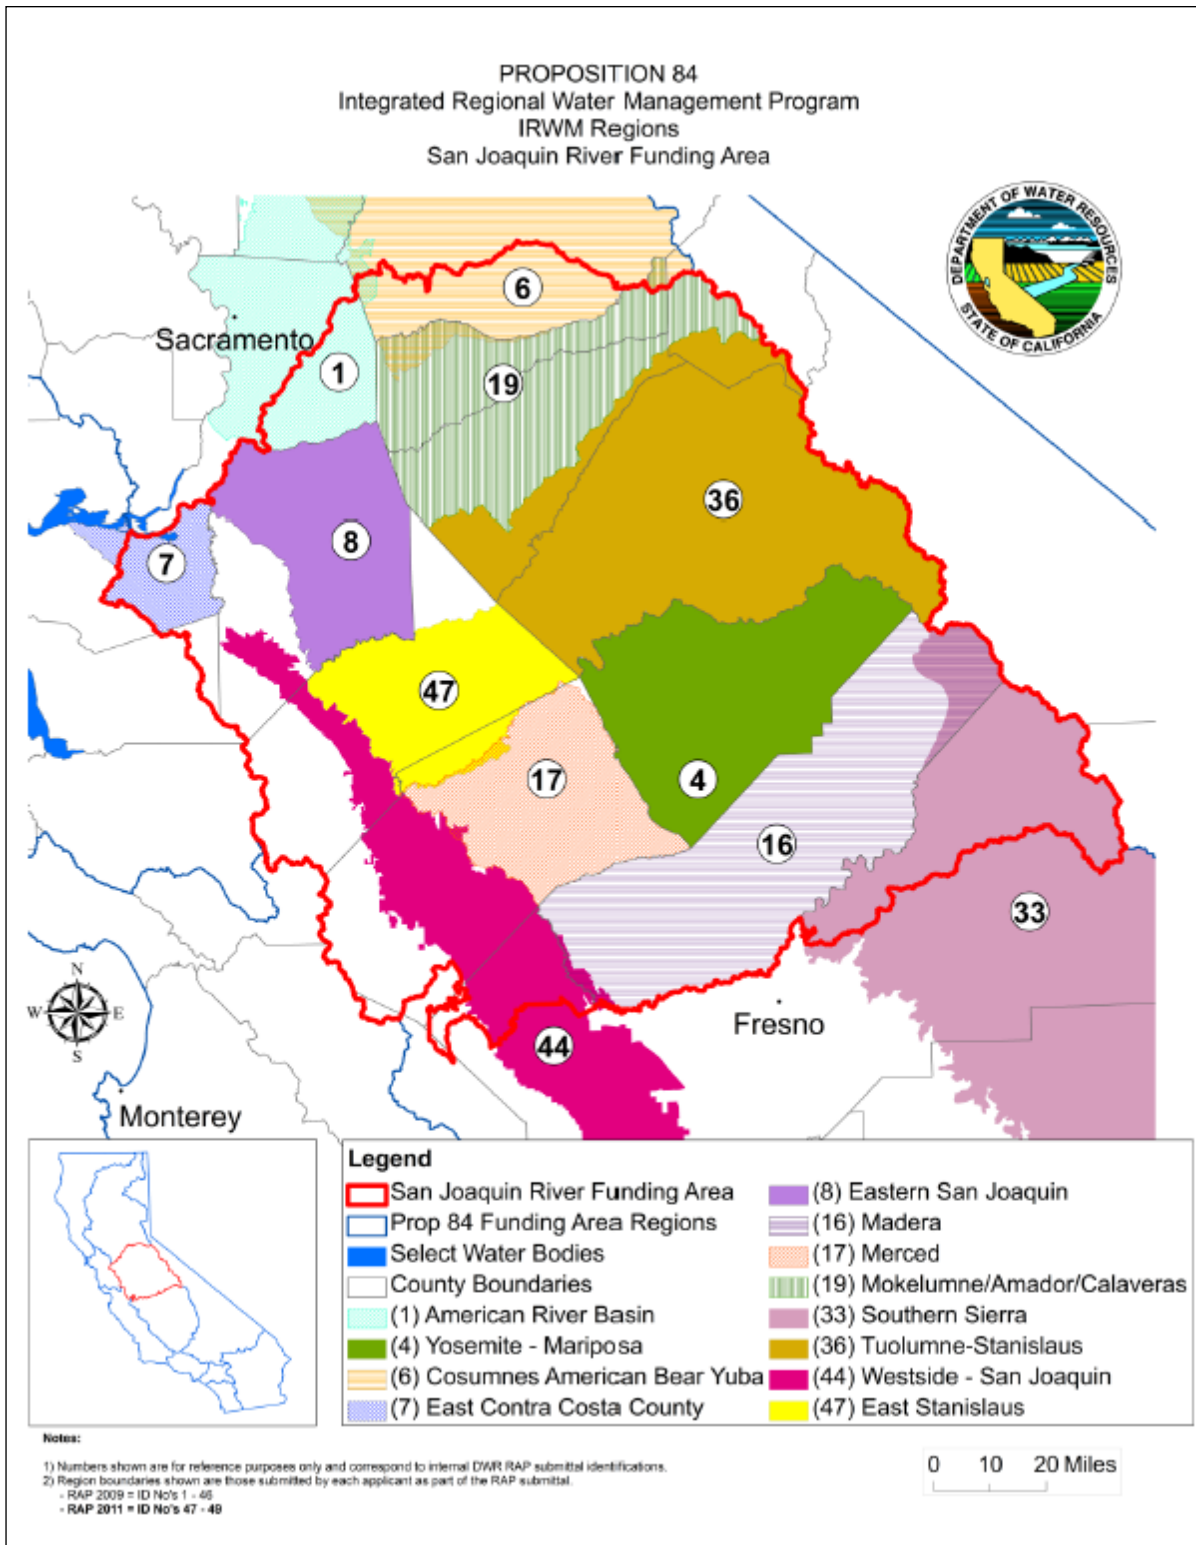 PROPOSITION 84
Integrated Regional Water Management Program
IRWM Regions
San Joaquin River Funding Area
DEPARTMENT OF WATER RESOURCES
STATE OF CALIFORNIA
6
Sacramento
1
19
36
8
7
47
17
4
16
33
N
W E
S
Fresno
44
Monterey
Legend
San Joaquin River Funding Area
Prop 84 Funding Area Regions
Select Water Bodies
County Boundaries
(1) American River Basin
(4) Yosemite - Mariposa
(6) Cosumnes American Bear Yuba
(7) East Contra Costa County
(8) Eastern San Joaquin
(16) Madera
(17) Merced
(19) Mokelumne/Amador/Calaveras
(33) Southern Sierra
(36) Tuolumne-Stanislaus
(44) Westside - San Joaquin
(47) East Stanislaus
Notes:
1) Numbers shown are for reference purposes only and correspond to internal DWR RAP submittal identifications.
2) Region boundaries shown are those submitted by each applicant as part of the RAP submittal.
- RAP 2009 = ID No's 1 - 46
- RAP 2011 = ID No's 47 - 49
0 10 20 Miles